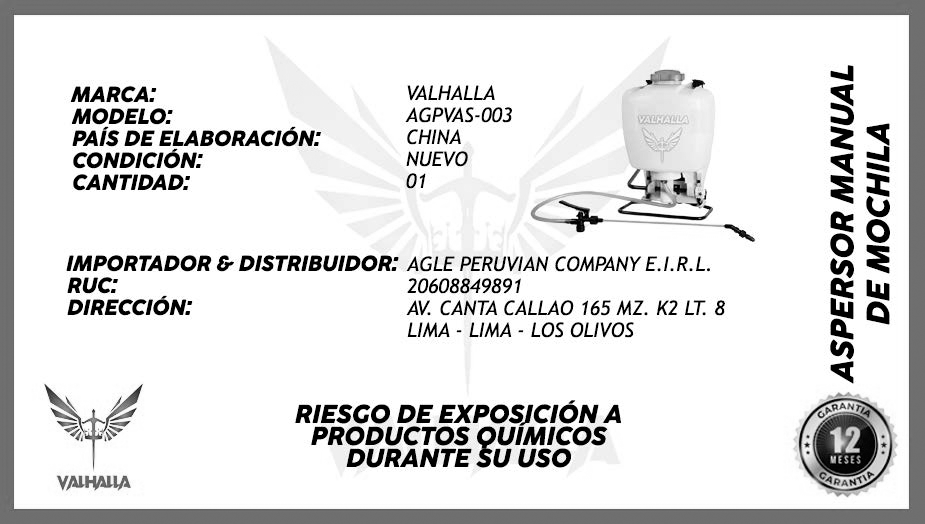 MARCA: VALHALLA
MODELO: AGPVAS-003
PAÍS DE ELABORACIÓN: CHINA
CONDICIÓN: NUEVO
CANTIDAD: 01
VALHALLA
ASPERSOR MANUAL
DE MOCHILA
IMPORTADOR & DISTRIBUIDOR: AGLE PERUVIAN COMPANY E.I.R.L.
RUC: 20608849891
DIRECCIÓN: AV. CANTA CALLAO 165 MZ. K2 LT. 8
LIMA - LIMA - LOS OLIVOS
RIESGO DE EXPOSICIÓN A
PRODUCTOS QUÍMICOS
DURANTE SU USO
VALHALLA
GARANTIA
12
MESES
GARANTIA